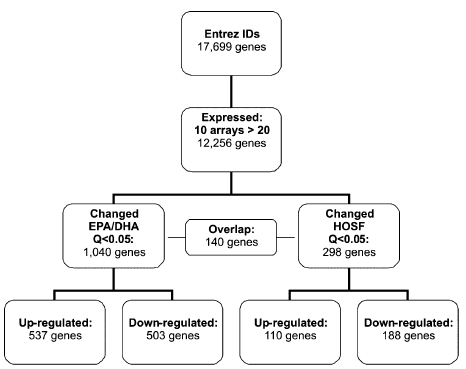 Entrez IDs
17,699 genes
Expressed:
10 arrays > 20
12,256 genes
Changed
EPA/DHA
Q<0.05:
1,040 genes
Overlap:
140 genes
Changed
HOSF
Q<0.05:
298 genes
Up-regulated:
537 genes
Down-regulated:
503 genes
Up-regulated:
110 genes
Down-regulated:
188 genes